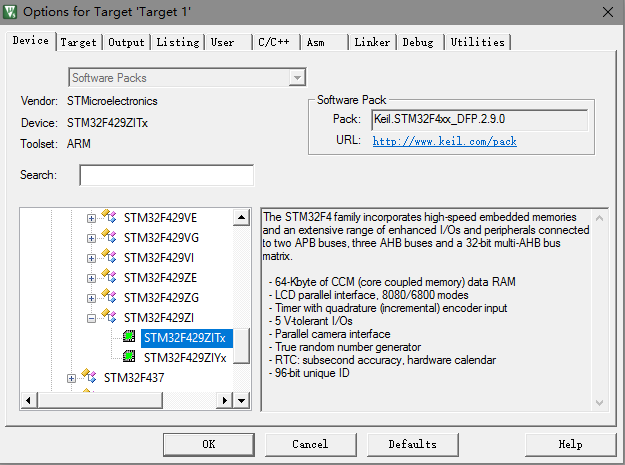 Options for Target 'Target 1'
Device Target Output Listing User C/C++ Asm Linker Debug Utilities
Software Packs
Vendor: STMicroelectronics
Device: STM32F429ZITx
Toolset: ARM
Search:
Software Pack
Pack: Keil.STM32F4xx_DFP.2.9.0
URL: http://www.keil.com/pack
STM32F429VE
STM32F429VG
STM32F429VI
STM32F429ZE
STM32F429ZG
STM32F429ZI
STM32F429ZITx
STM32F429ZIYx
STM32F437
The STM32F4 family incorporates high-speed embedded memories
and an extensive range of enhanced I/Os and peripherals connected
to two APB buses, three AHB buses and a 32-bit multi-AHB bus
matrix.
- 64-Kbyte of CCM (core coupled memory) data RAM
- LCD parallel interface, 8080/6800 modes
- Timer with quadrature (incremental) encoder input
- 5 V-tolerant I/Os
- Parallel camera interface
- True random number generator
- RTC: subsecond accuracy, hardware calendar
- 96-bit unique ID
OK Cancel Defaults Help